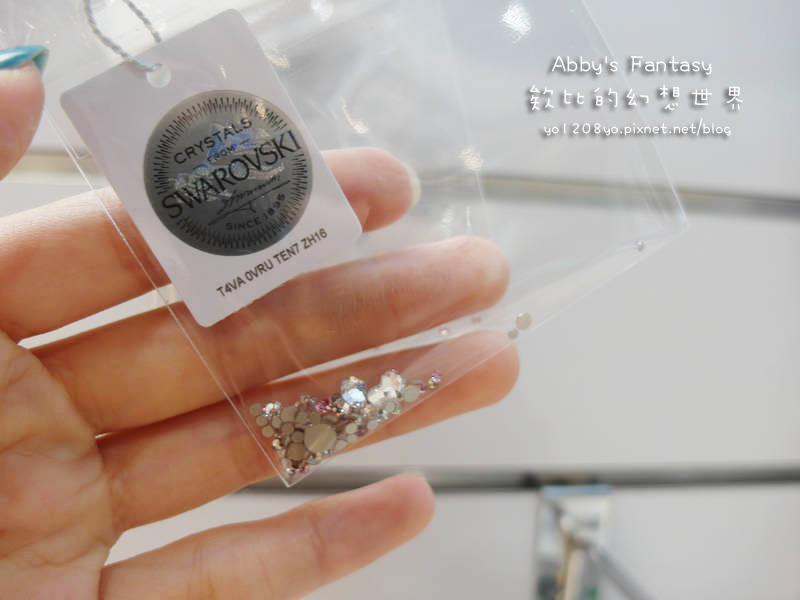 Abby's Fantasy
欸比的幻想世界
yo1208yo.pixnet.net/blog
CRYSTALS
FROM
SWAROVSKI
SINCE 1895
T4VA 0VRU TEN7 ZH16